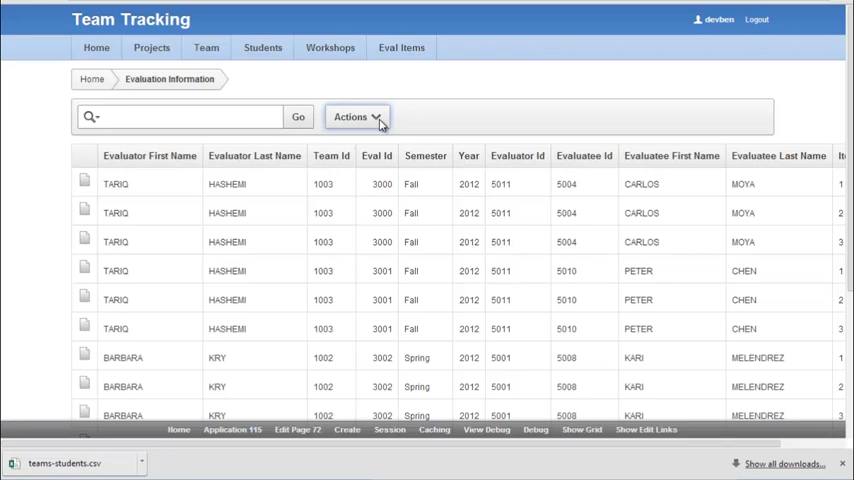 Team Tracking
devben Logout
Home Projects Team Students Workshops Eval Items
Home Evaluation Information
Go Actions
Evaluator First Name Evaluator Last Name Team Id Eval Id Semester Year Evaluator Id Evaluatee Id Evaluatee First Name Evaluatee Last Name
TARIQ HASHEMI 1003 3000 Fall 2012 5011 5004 CARLOS MOYA 1
TARIQ HASHEMI 1003 3000 Fall 2012 5011 5004 CARLOS MOYA 2
TARIQ HASHEMI 1003 3000 Fall 2012 5011 5004 CARLOS MOYA 3
TARIQ HASHEMI 1003 3001 Fall 2012 5011 5010 PETER CHEN 1
TARIQ HASHEMI 1003 3001 Fall 2012 5011 5010 PETER CHEN 2
TARIQ HASHEMI 1003 3001 Fall 2012 5011 5010 PETER CHEN 3
BARBARA KRY 1002 3002 Spring 2012 5001 5008 KARI MELENDREZ 1
BARBARA KRY 1002 3002 Spring 2012 5001 5008 KARI MELENDREZ 2
BARBARA KRY 1002 3002 Spring 2012 5001 5008 KARI MELENDREZ 3
Home Application 115 Edit Page 72 Create Session Caching View Debug Debug Show Grid Show Edit Links
teams-students.csv Show all downloads...